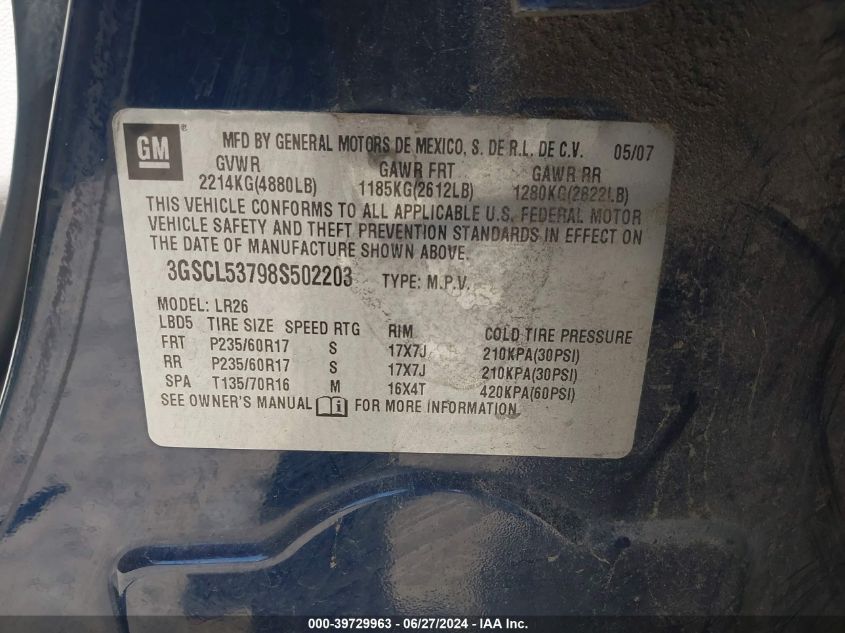 GM® MFD BY GENERAL MOTORS DE MEXICO, S. DE R.L. DE C.V. 05/07
GVWR GAWR FRT GAWR RR
2214KG(4880LB) 1185KG(2612LB) 1280KG(2822LB)
THIS VEHICLE CONFORMS TO ALL APPLICABLE U.S. FEDERAL MOTOR
VEHICLE SAFETY AND THEFT PREVENTION STANDARDS IN EFFECT ON
THE DATE OF MANUFACTURE SHOWN ABOVE.
3GSCL53798S502203 TYPE: M.P.V.
MODEL: LR26
LBD5 TIRE SIZE SPEED RTG RIM COLD TIRE PRESSURE
FRT P235/60R17 S 17X7J 210KPA(30PSI)
RR P235/60R17 S 17X7J 210KPA(30PSI)
SPA T135/70R16 M 16X4T 420KPA(60PSI)
SEE OWNER'S MANUAL i FOR MORE INFORMATION
000-39729963 - 06/27/2024 - IAAI Inc.